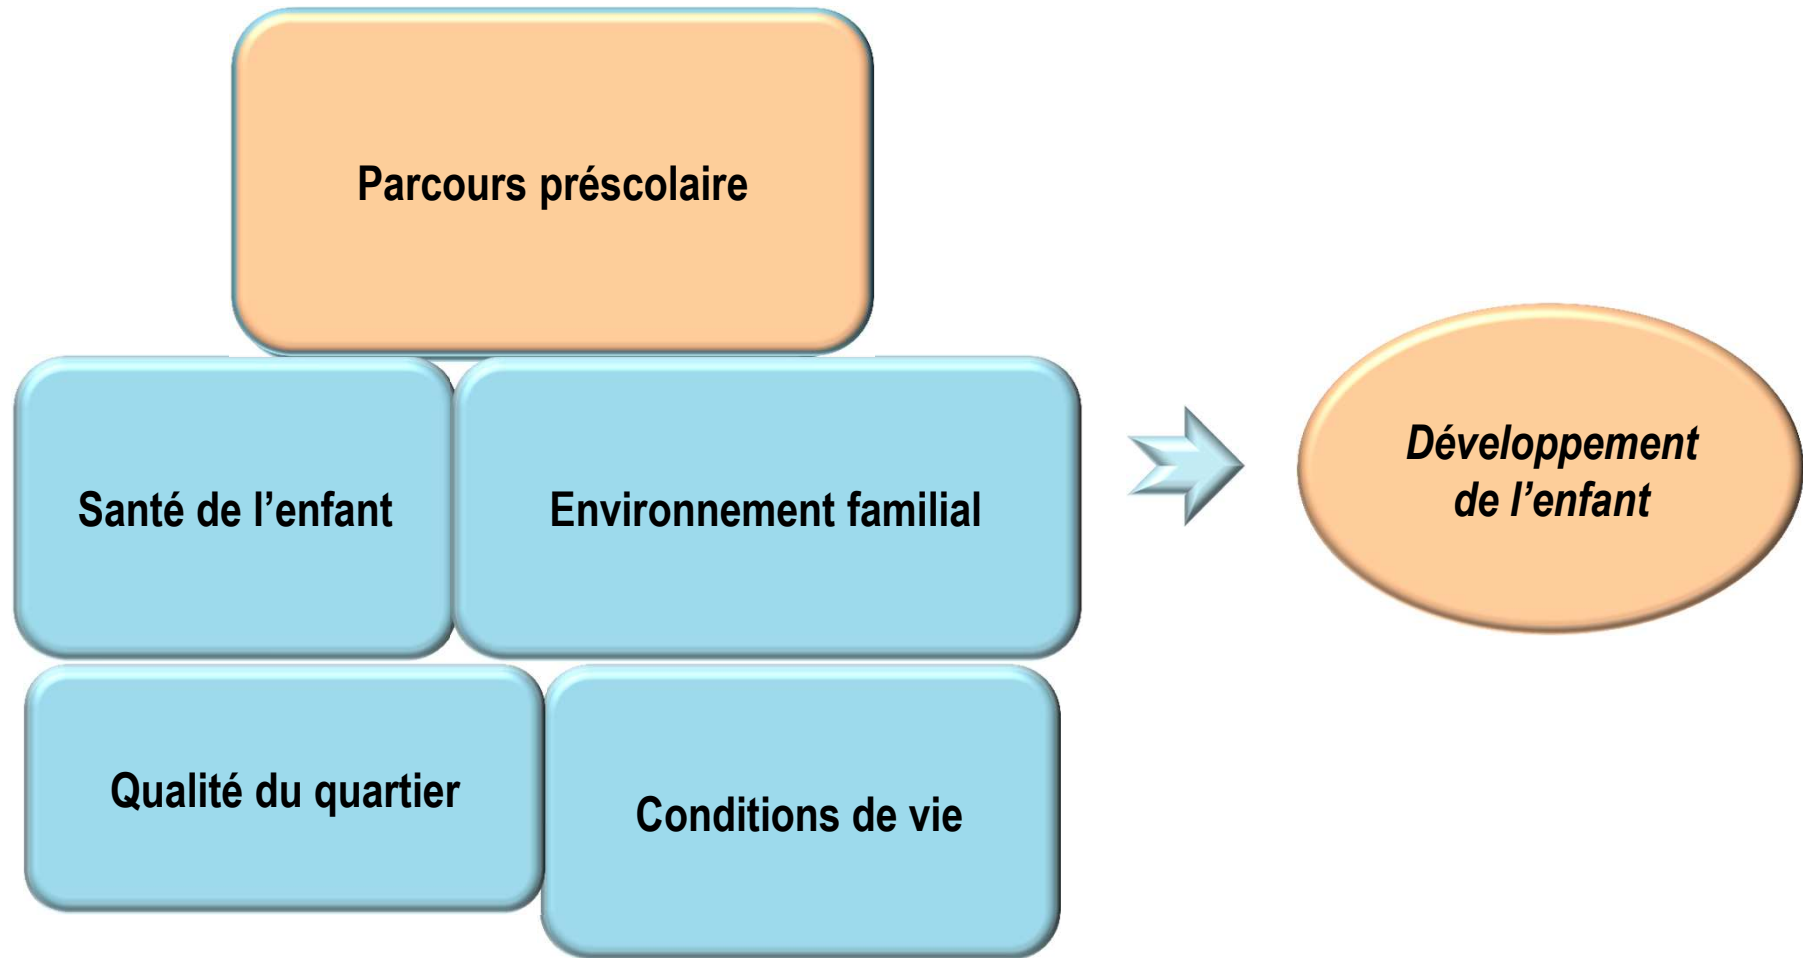 Parcours préscolaire
Santé de l’enfant
Environnement familial
Développement
de l’enfant
Qualité du quartier
Conditions de vie